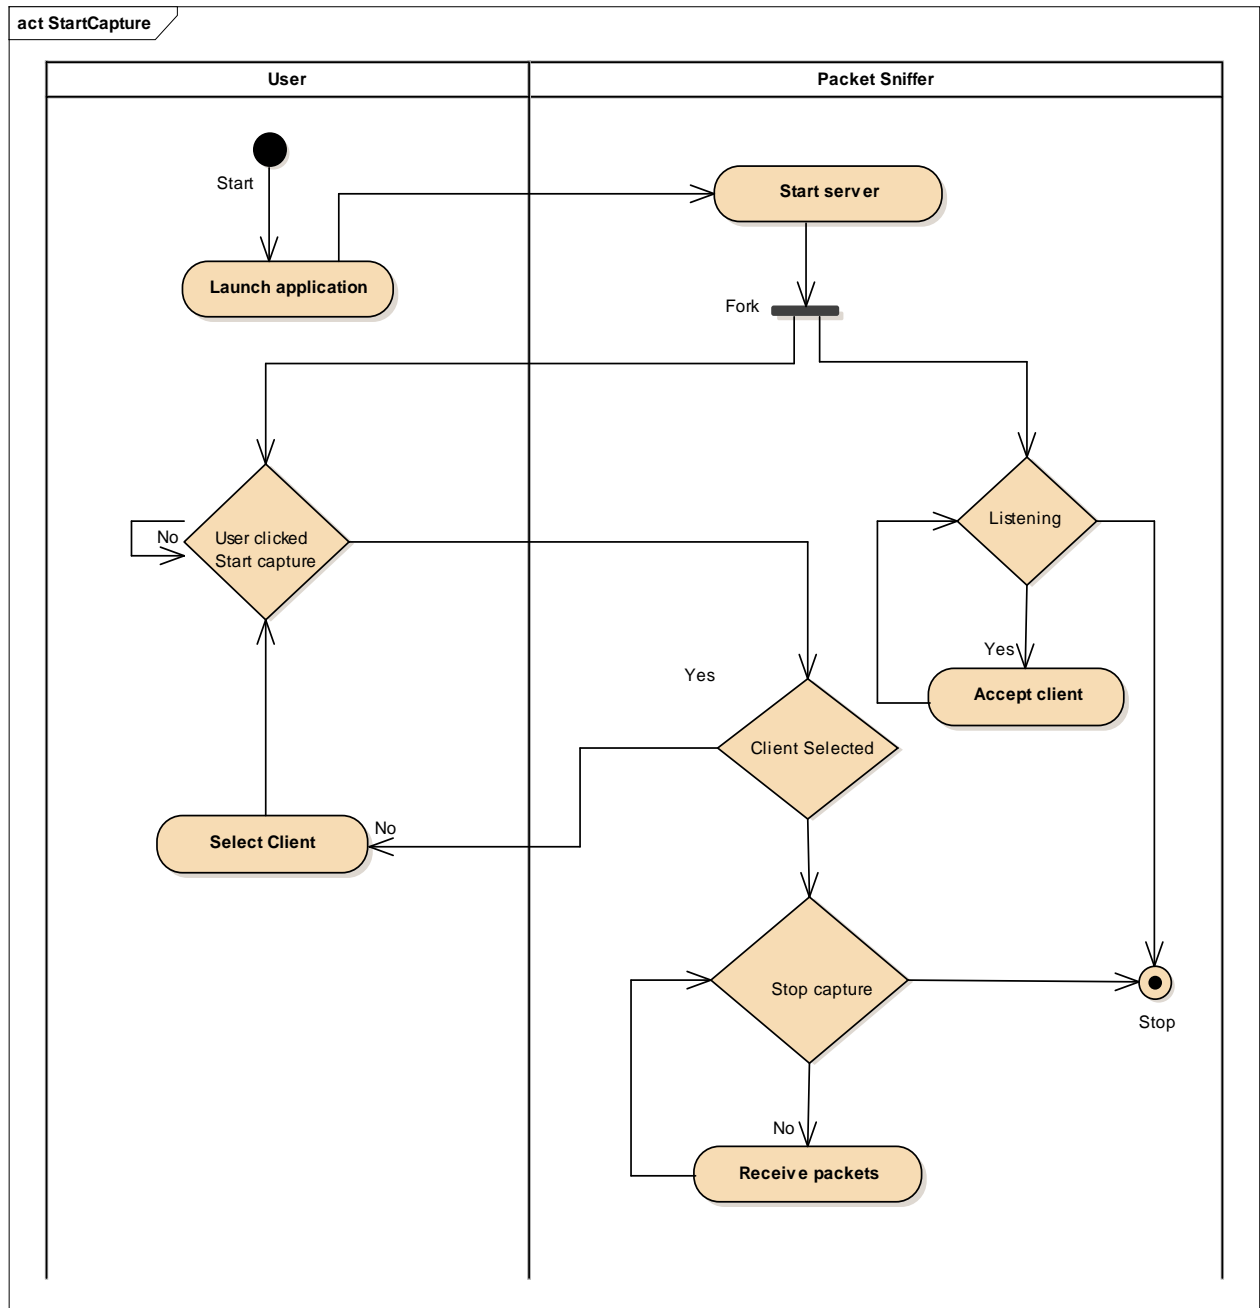 act StartCapture
User
Packet Sniffer
Start
Start server
Launch application
Fork
User clicked
Start capture
No
Listening
Yes
Accept client
Yes
Client Selected
Select Client
No
Stop capture
Stop
No
Receive packets